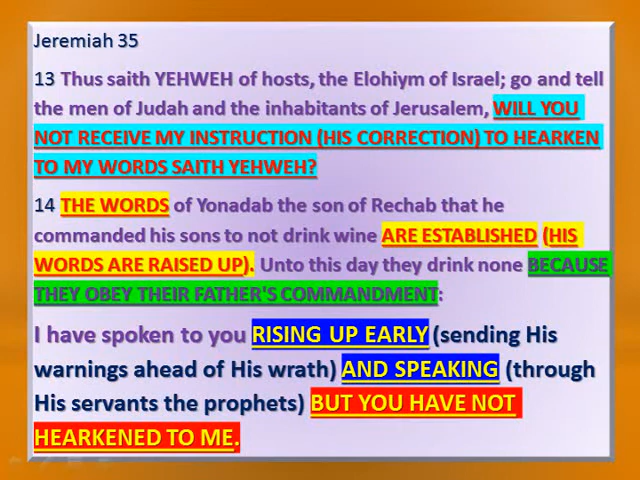 Jeremiah 35
13 Thus saith YEHWEH of hosts, the Elohiym of Israel; go and tell
the men of Judah and the inhabitants of Jerusalem, WILL YOU
NOT RECEIVE MY INSTRUCTION (HIS CORRECTION) TO HEARKEN
TO MY WORDS SAITH YEHWEH?
14 THE WORDS of Yonadab the son of Rechab that he
commanded his sons to not drink wine ARE ESTABLISHED (HIS
WORDS ARE RAISED UP). Unto this day they drink none BECAUSE
THEY OBEY THEIR FATHER'S COMMANDMENT:
I have spoken to you RISING UP EARLY (sending His
warnings ahead of His wrath) AND SPEAKING (through
His servants the prophets) BUT YOU HAVE NOT
HEARKENED TO ME.